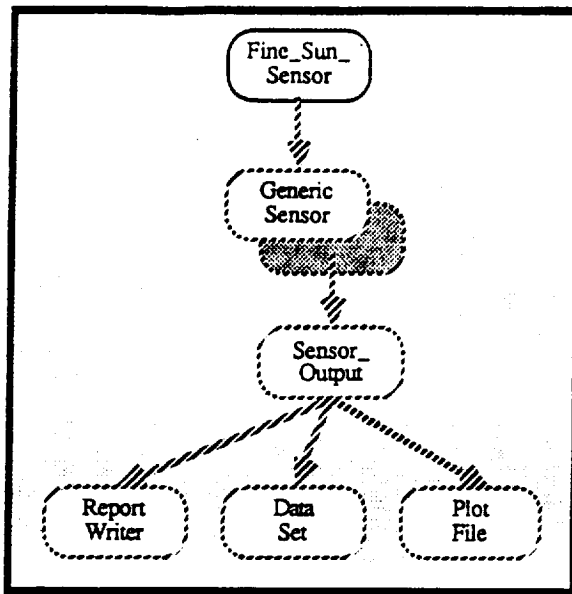 Fine_Sun_
Sensor
Generic
Sensor
Sensor_
Output
Report
Writer
Data
Set
Plot
File